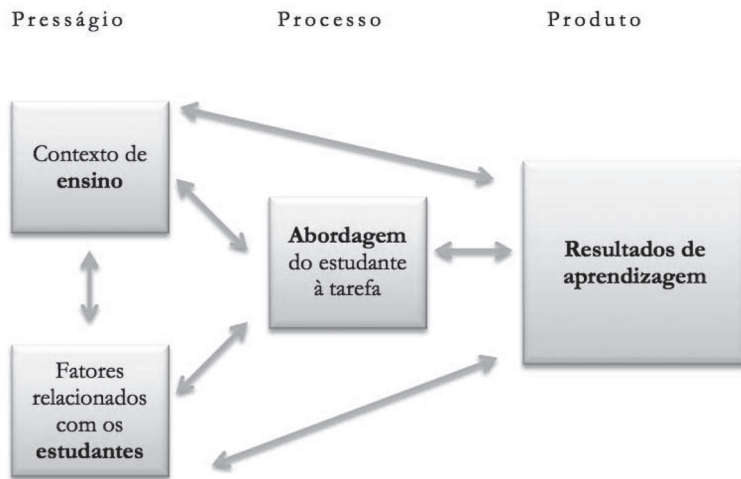 Presságio Processo Produto
Contexto de
ensino
Abordagem
do estudante
à tarefa
Resultados de
aprendizagem
Fatores
relacionados
com os
estudantes